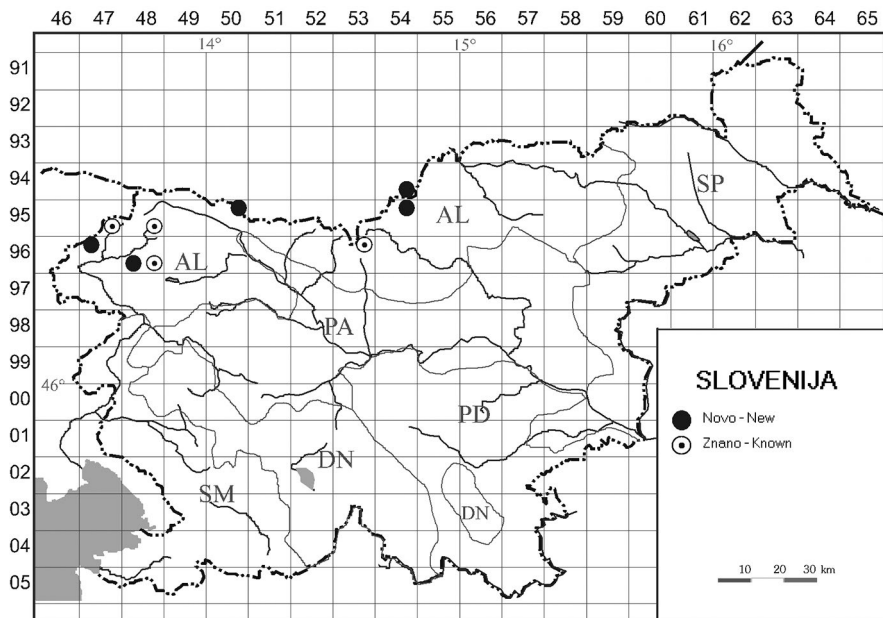 46 47 48 49 50 51 52 53 54 55 56 57 58 59 60 61 62 63 64 65
14° 15° 16°
91
92
93
94
95
96
97
98
99
46°
00
01
02
03
04
05
SP
AL
AL
PA
PD
DN
SM
DN
SLOVENIJA
Novo - New
Znano - Known
10 20 30 km